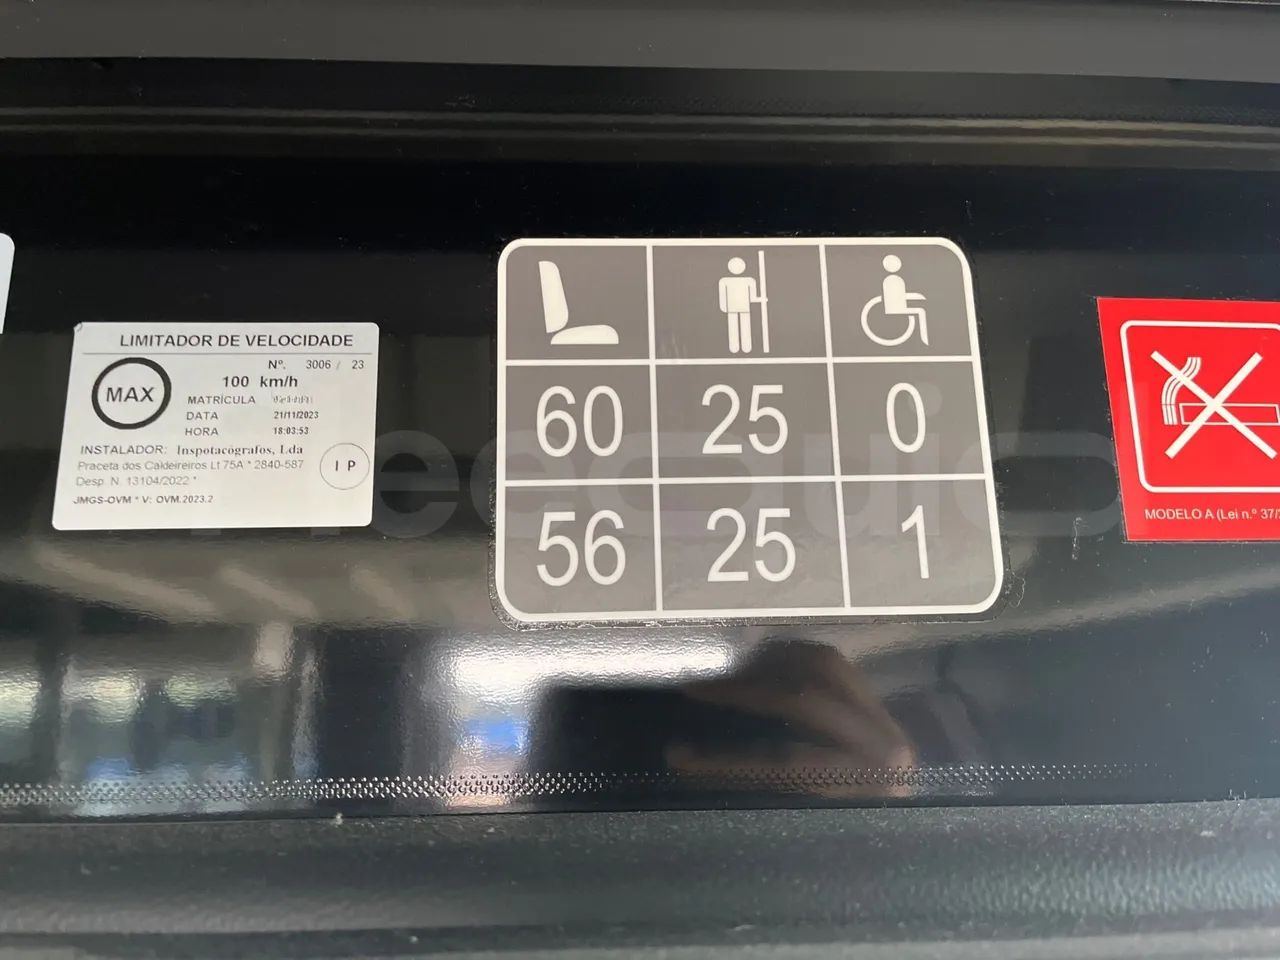 LIMITADOR DE VELOCIDADE
Nº. 3006 / 23
MAX
100 km/h
MATRÍCULA
DATA 21/11/2023
HORA 18:03:53
INSTALADOR: Inspotacógrafos, Lda
Praceta dos Caldeireiros Lt 75A * 2840-587
Desp. N. 13104/2022 *
I P
JMGS-OVM * V: OVM.2023.2
60 25 0
56 25 1
MODELO A (Lei n.º 37/